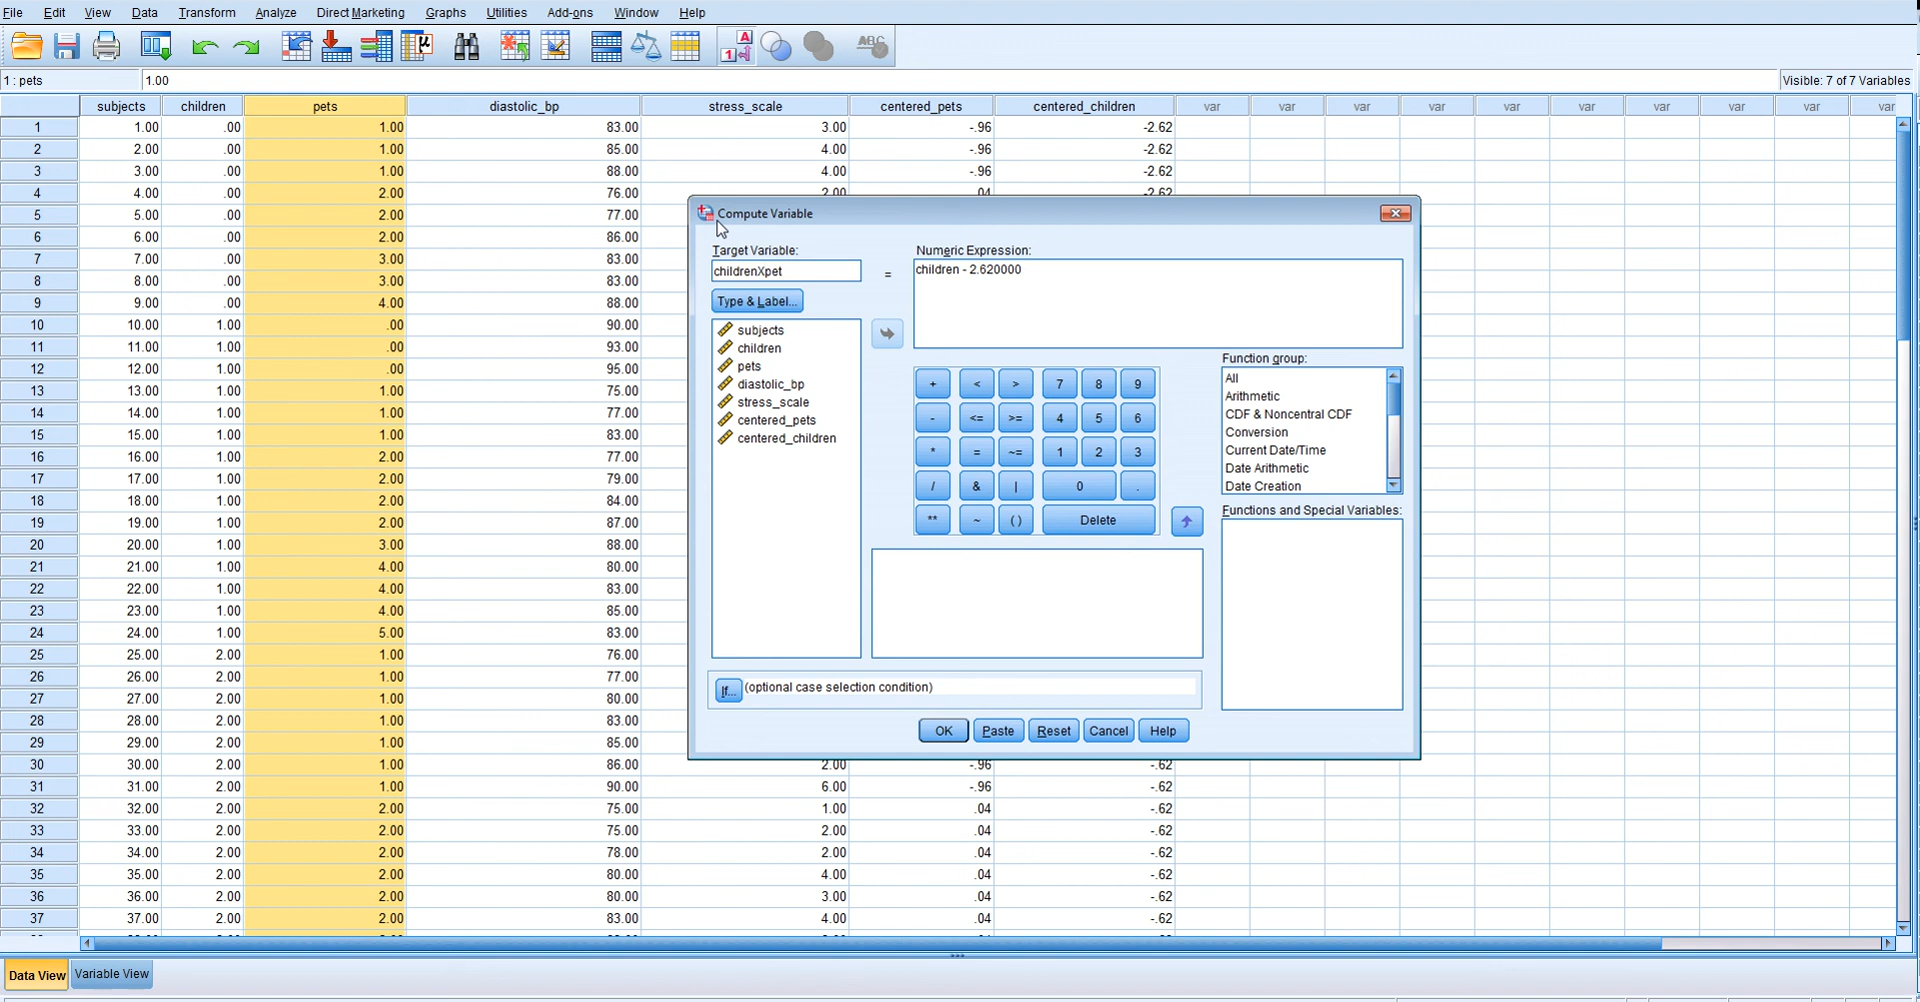 File Edit View Data Transform Analyze Direct Marketing Graphs Utilities Add-ons Window Help
1 : pets 1.00 Visible: 7 of 7 Variables
subjects children pets diastolic_bp stress_scale centered_pets centered_children var var var var var var var var var var
1 1.00 .00 1.00 83.00 3.00 -.96 -2.62
2 2.00 .00 1.00 85.00 4.00 -.96 -2.62
3 3.00 .00 1.00 88.00 4.00 -.96 -2.62
4 4.00 .00 2.00 76.00 2.00 .04 -2.62
5 5.00 .00 2.00 77.00
6 6.00 .00 2.00 86.00
7 7.00 .00 3.00 83.00
8 8.00 .00 3.00 83.00
9 9.00 .00 4.00 88.00
10 10.00 1.00 .00 90.00
11 11.00 1.00 .00 93.00
12 12.00 1.00 .00 95.00
13 13.00 1.00 1.00 75.00
14 14.00 1.00 1.00 77.00
15 15.00 1.00 1.00 83.00
16 16.00 1.00 2.00 77.00
17 17.00 1.00 2.00 79.00
18 18.00 1.00 2.00 84.00
19 19.00 1.00 2.00 87.00
20 20.00 1.00 3.00 88.00
21 21.00 1.00 4.00 80.00
22 22.00 1.00 4.00 83.00
23 23.00 1.00 4.00 85.00
24 24.00 1.00 5.00 83.00
25 25.00 2.00 1.00 76.00
26 26.00 2.00 1.00 77.00
27 27.00 2.00 1.00 80.00
28 28.00 2.00 1.00 83.00
29 29.00 2.00 1.00 85.00
30 30.00 2.00 1.00 86.00 2.00 -.96 -.62
31 31.00 2.00 1.00 90.00 6.00 -.96 -.62
32 32.00 2.00 2.00 75.00 1.00 .04 -.62
33 33.00 2.00 2.00 75.00 2.00 .04 -.62
34 34.00 2.00 2.00 78.00 2.00 .04 -.62
35 35.00 2.00 2.00 80.00 4.00 .04 -.62
36 36.00 2.00 2.00 80.00 3.00 .04 -.62
37 37.00 2.00 2.00 83.00 4.00 .04 -.62
Compute Variable
Target Variable: Numeric Expression:
childrenXpet = children - 2.620000
Type & Label...
subjects
children
pets
diastolic_bp
stress_scale
centered_pets
centered_children
+ < > 7 8 9
- <= >= 4 5 6
* = ~= 1 2 3
/ & | 0 .
** ~ ( ) Delete
Function group:
All
Arithmetic
CDF & Noncentral CDF
Conversion
Current Date/Time
Date Arithmetic
Date Creation
Functions and Special Variables:
If... (optional case selection condition)
OK Paste Reset Cancel Help
Data View Variable View